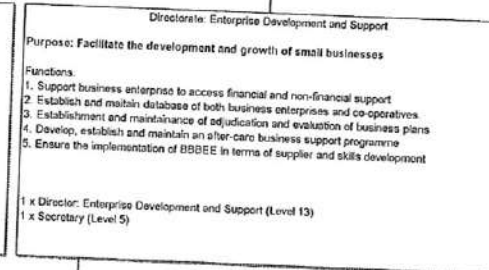 Directorate: Enterprise Development and Support
Purpose: Facilitate the development and growth of small businesses
Functions.
1. Support business enterprise to access financial and non-financial support
2. Establish and maitain database of both business enterprises and co-operatives.
3. Establishment and maintainance of adjudication and evaluation of business plans
4. Develop, establish and maintain an after-care business support programme
5. Ensure the implementation of BBBEE in terms of supplier and skills development
1 x Director: Enterprise Development and Support (Level 13)
1 x Secretary (Level 5)